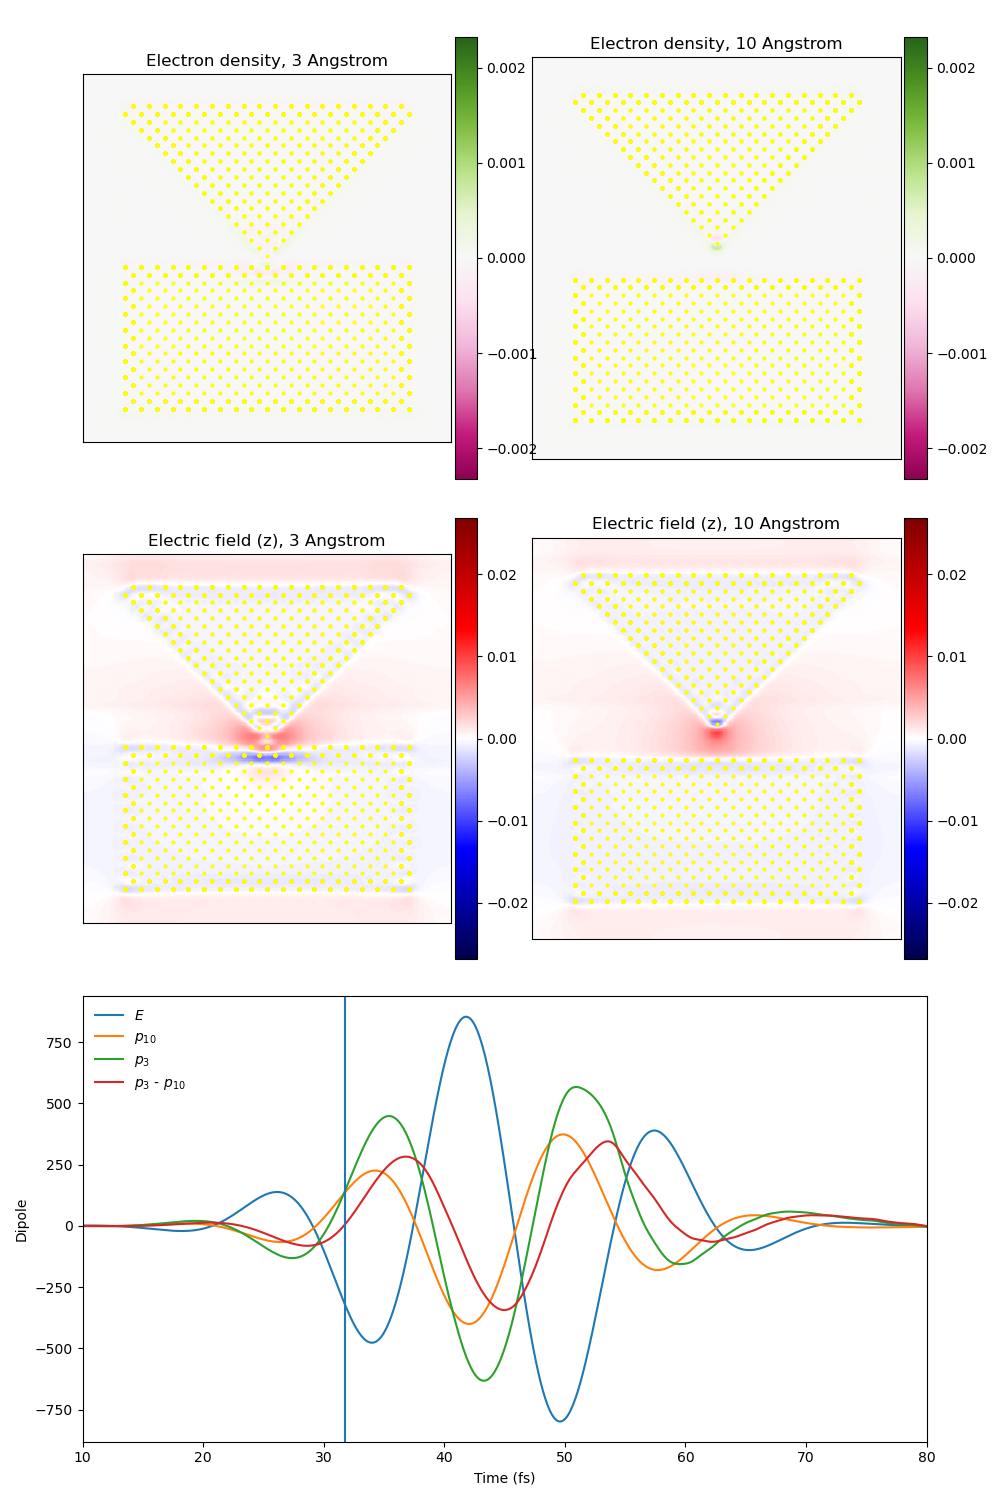 Electron density, 3 Angstrom
0.002
0.001
0.000
−0.001
−0.002
Electron density, 10 Angstrom
0.002
0.001
0.000
−0.001
−0.002
Electric field (z), 3 Angstrom
0.02
0.01
0.00
−0.01
−0.02
Electric field (z), 10 Angstrom
0.02
0.01
0.00
−0.01
−0.02
E
p10
p3
p3 - p10
750
500
250
0
−250
−500
−750
Dipole
10 20 30 40 50 60 70 80
Time (fs)